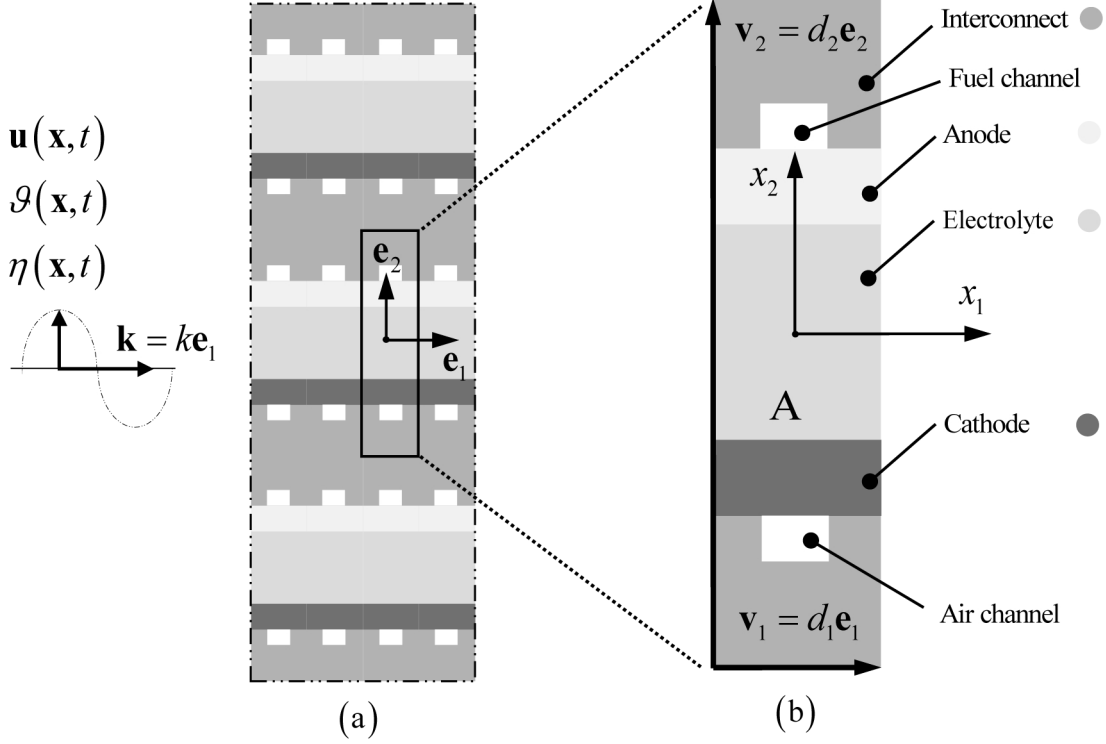 u(x,t)
ϑ(x,t)
η(x,t)
k = ke₁
e₂
e₁
(a)
v₂ = d₂e₂
x₂
x₁
A
v₁ = d₁e₁
(b)
Interconnect
Fuel channel
Anode
Electrolyte
Cathode
Air channel